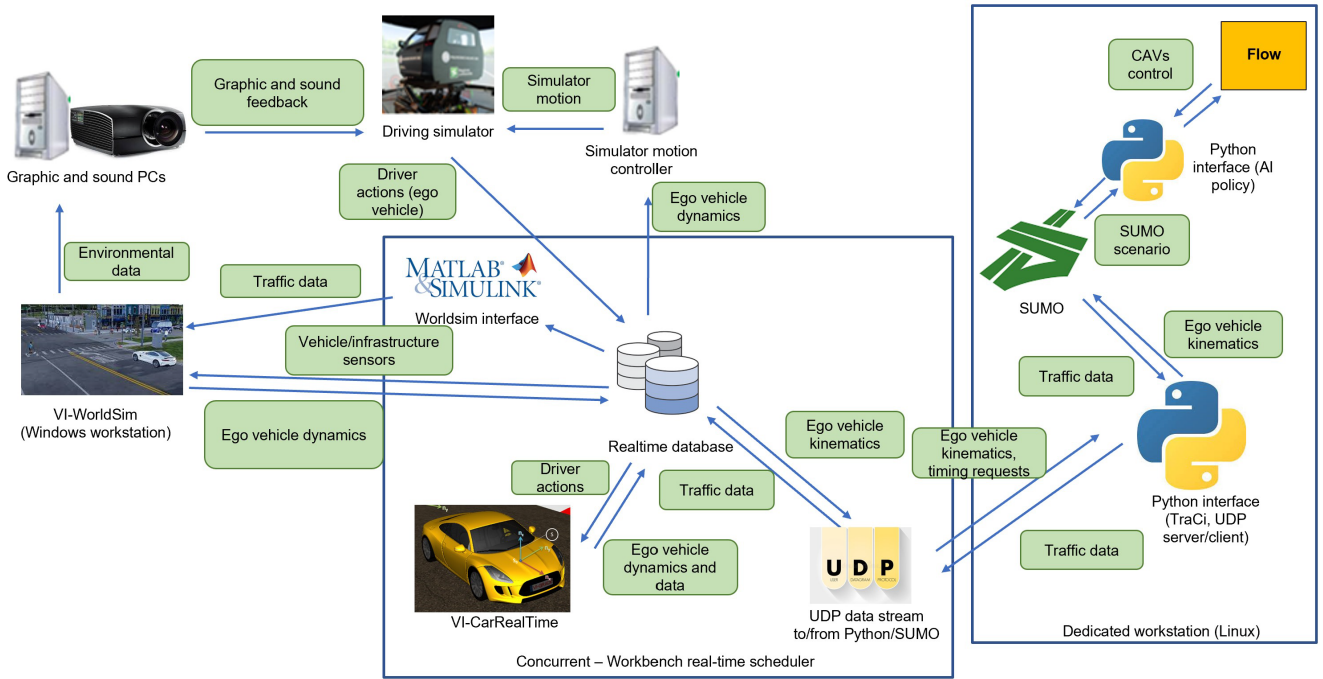 Graphic and sound
feedback
Simulator
motion
CAVs
control
Flow
Driving simulator
Graphic and sound PCs
Simulator motion
controller
Python
interface (AI
policy)
Driver
actions (ego
vehicle)
Ego vehicle
dynamics
SUMO
scenario
Environmental
data
Traffic data
MATLAB®
&SIMULINK®
Worldsim interface
SUMO
Vehicle/infrastructure
sensors
Ego vehicle
kinematics
Traffic data
VI-WorldSim
(Windows workstation)
Ego vehicle dynamics
Realtime database
Ego vehicle
kinematics
Ego vehicle
kinematics,
timing requests
Driver
actions
Traffic data
Python interface
(TraCi, UDP
server/client)
Ego vehicle
dynamics and
data
Traffic data
UDP
USER DATAGRAM PROTOCOL
VI-CarRealTime
UDP data stream
to/from Python/SUMO
Dedicated workstation (Linux)
Concurrent – Workbench real-time scheduler